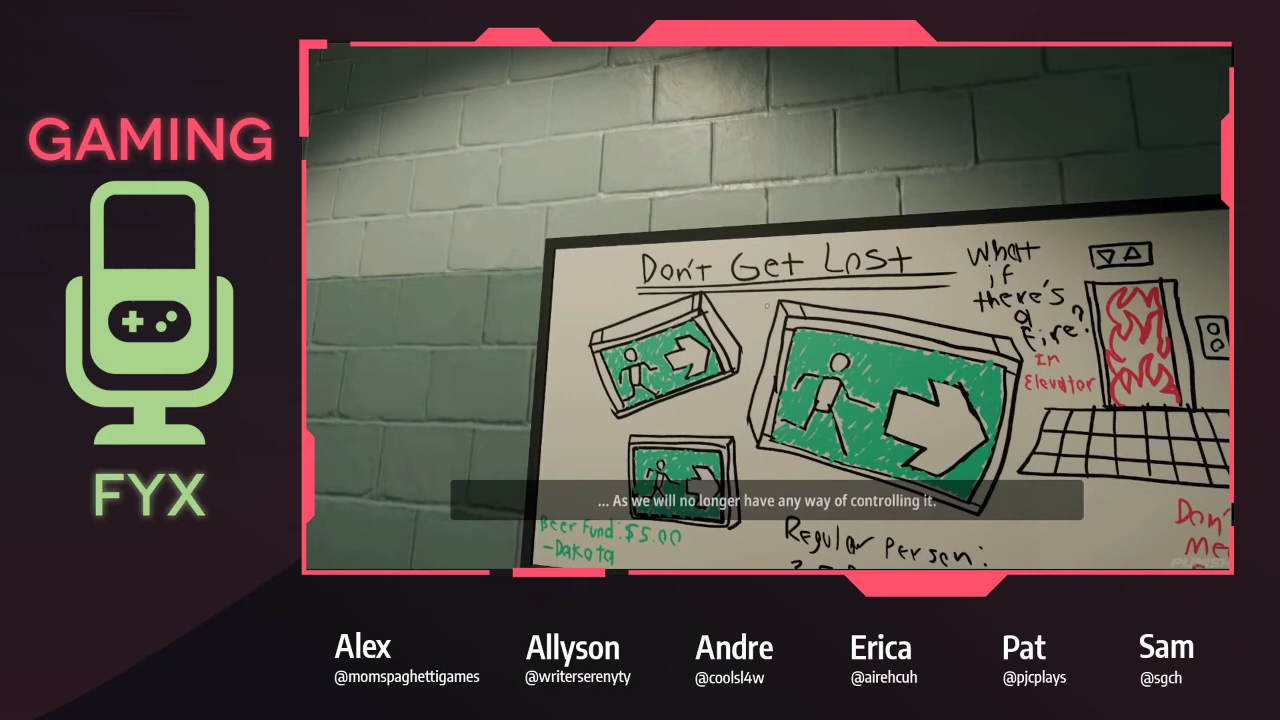 GAMING
FYX
DON'T GET LOST
What
if
there's
a
Fire?
In
Elevator
... As we will no longer have any way of controlling it.
Beer Fund: $5.00
-Dakota
Regular Person:
Don'
Me
Alex
@momspaghettigames
Allyson
@writerserenyty
Andre
@coolsl4w
Erica
@airehcuh
Pat
@pjcplays
Sam
@sgch